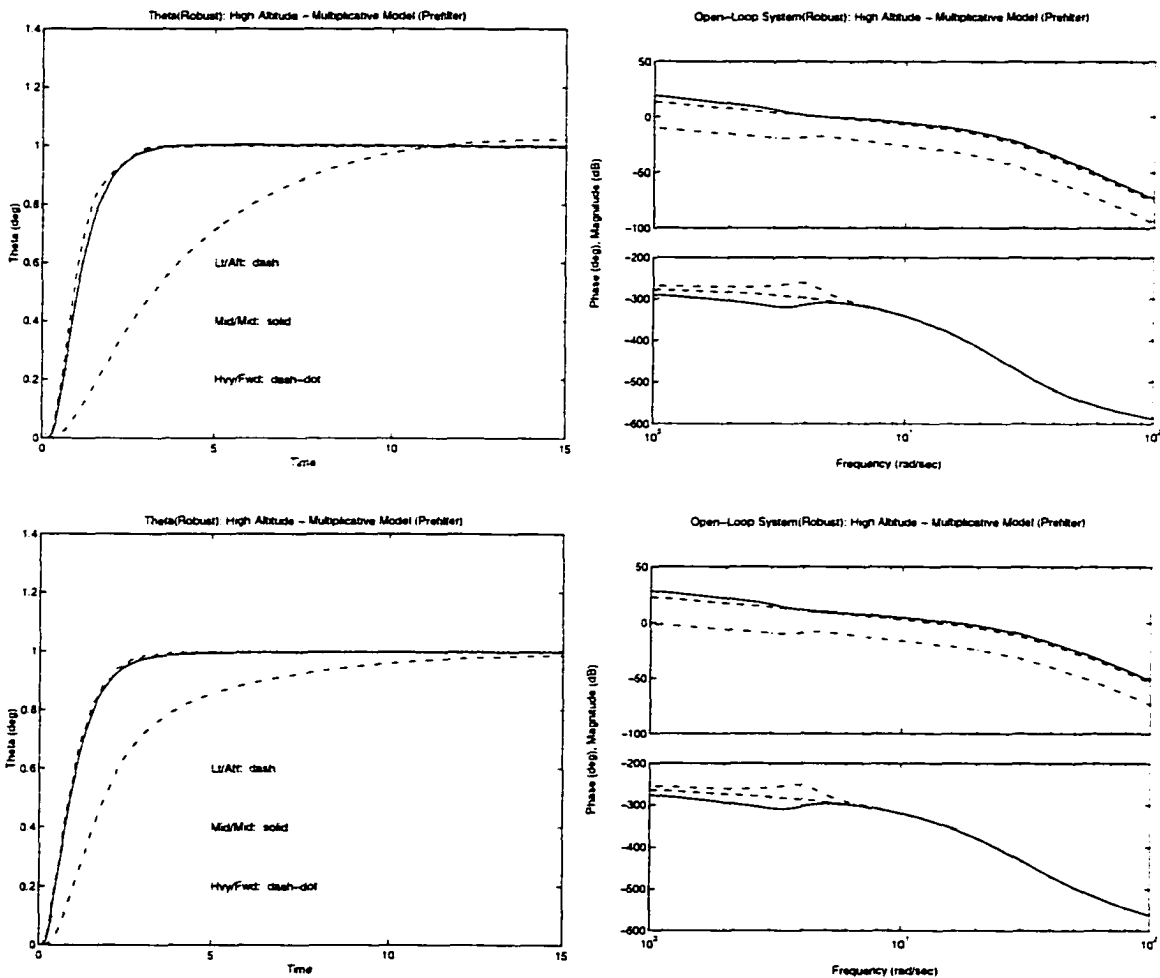 Theta(Robust): High Altitude - Multiplicative Model (Prefilter)
1.4
1.2
1
0.8
0.6
0.4
0.2
0
Theta (deg)
Lt/Aft: dash
Mid/Mid: solid
Hvy/Fwd: dash-dot
0
5
10
15
Time
Open-Loop System(Robust): High Altitude - Multiplicative Model (Prefilter)
50
0
-50
-100
-200
-300
-400
-500
-600
Phase (deg), Magnitude (dB)
Frequency (rad/sec)
Theta(Robust): High Altitude - Multiplicative Model (Prefilter)
1.4
1.2
1
0.8
0.6
0.4
0.2
0
Theta (deg)
Lt/Aft: dash
Mid/Mid: solid
Hvy/Fwd: dash-dot
0
5
10
15
Time
Open-Loop System(Robust): High Altitude - Multiplicative Model (Prefilter)
50
0
-50
-100
-200
-300
-400
-500
-600
Phase (deg), Magnitude (dB)
Frequency (rad/sec)